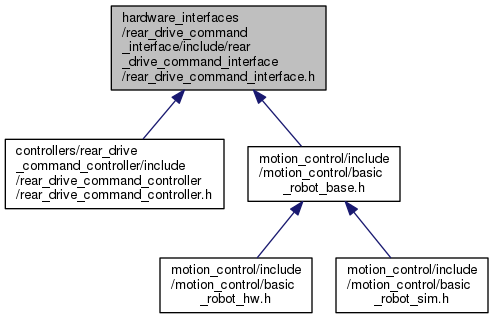 hardware_interfaces
/rear_drive_command
_interface/include/rear
_drive_command_interface
/rear_drive_command_interface.h
controllers/rear_drive
_command_controller/include
/rear_drive_command_controller
/rear_drive_command_controller.h
motion_control/include
/motion_control/basic
_robot_base.h
motion_control/include
/motion_control/basic
_robot_hw.h
motion_control/include
/motion_control/basic
_robot_sim.h